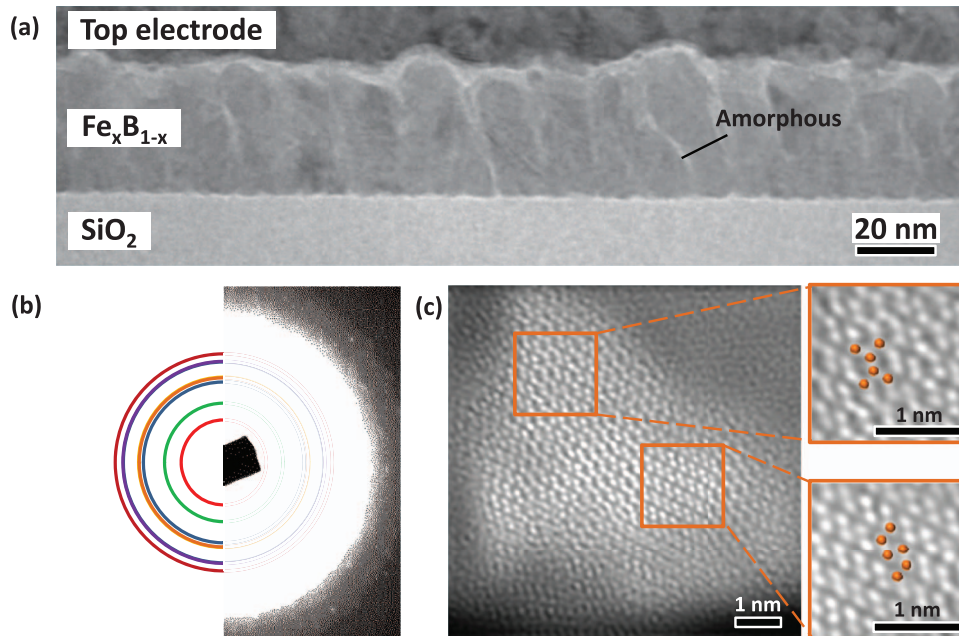 (a)
Top electrode
FeₓB₁₋ₓ
Amorphous
SiO₂
20 nm
(b)
(c)
1 nm
1 nm
1 nm